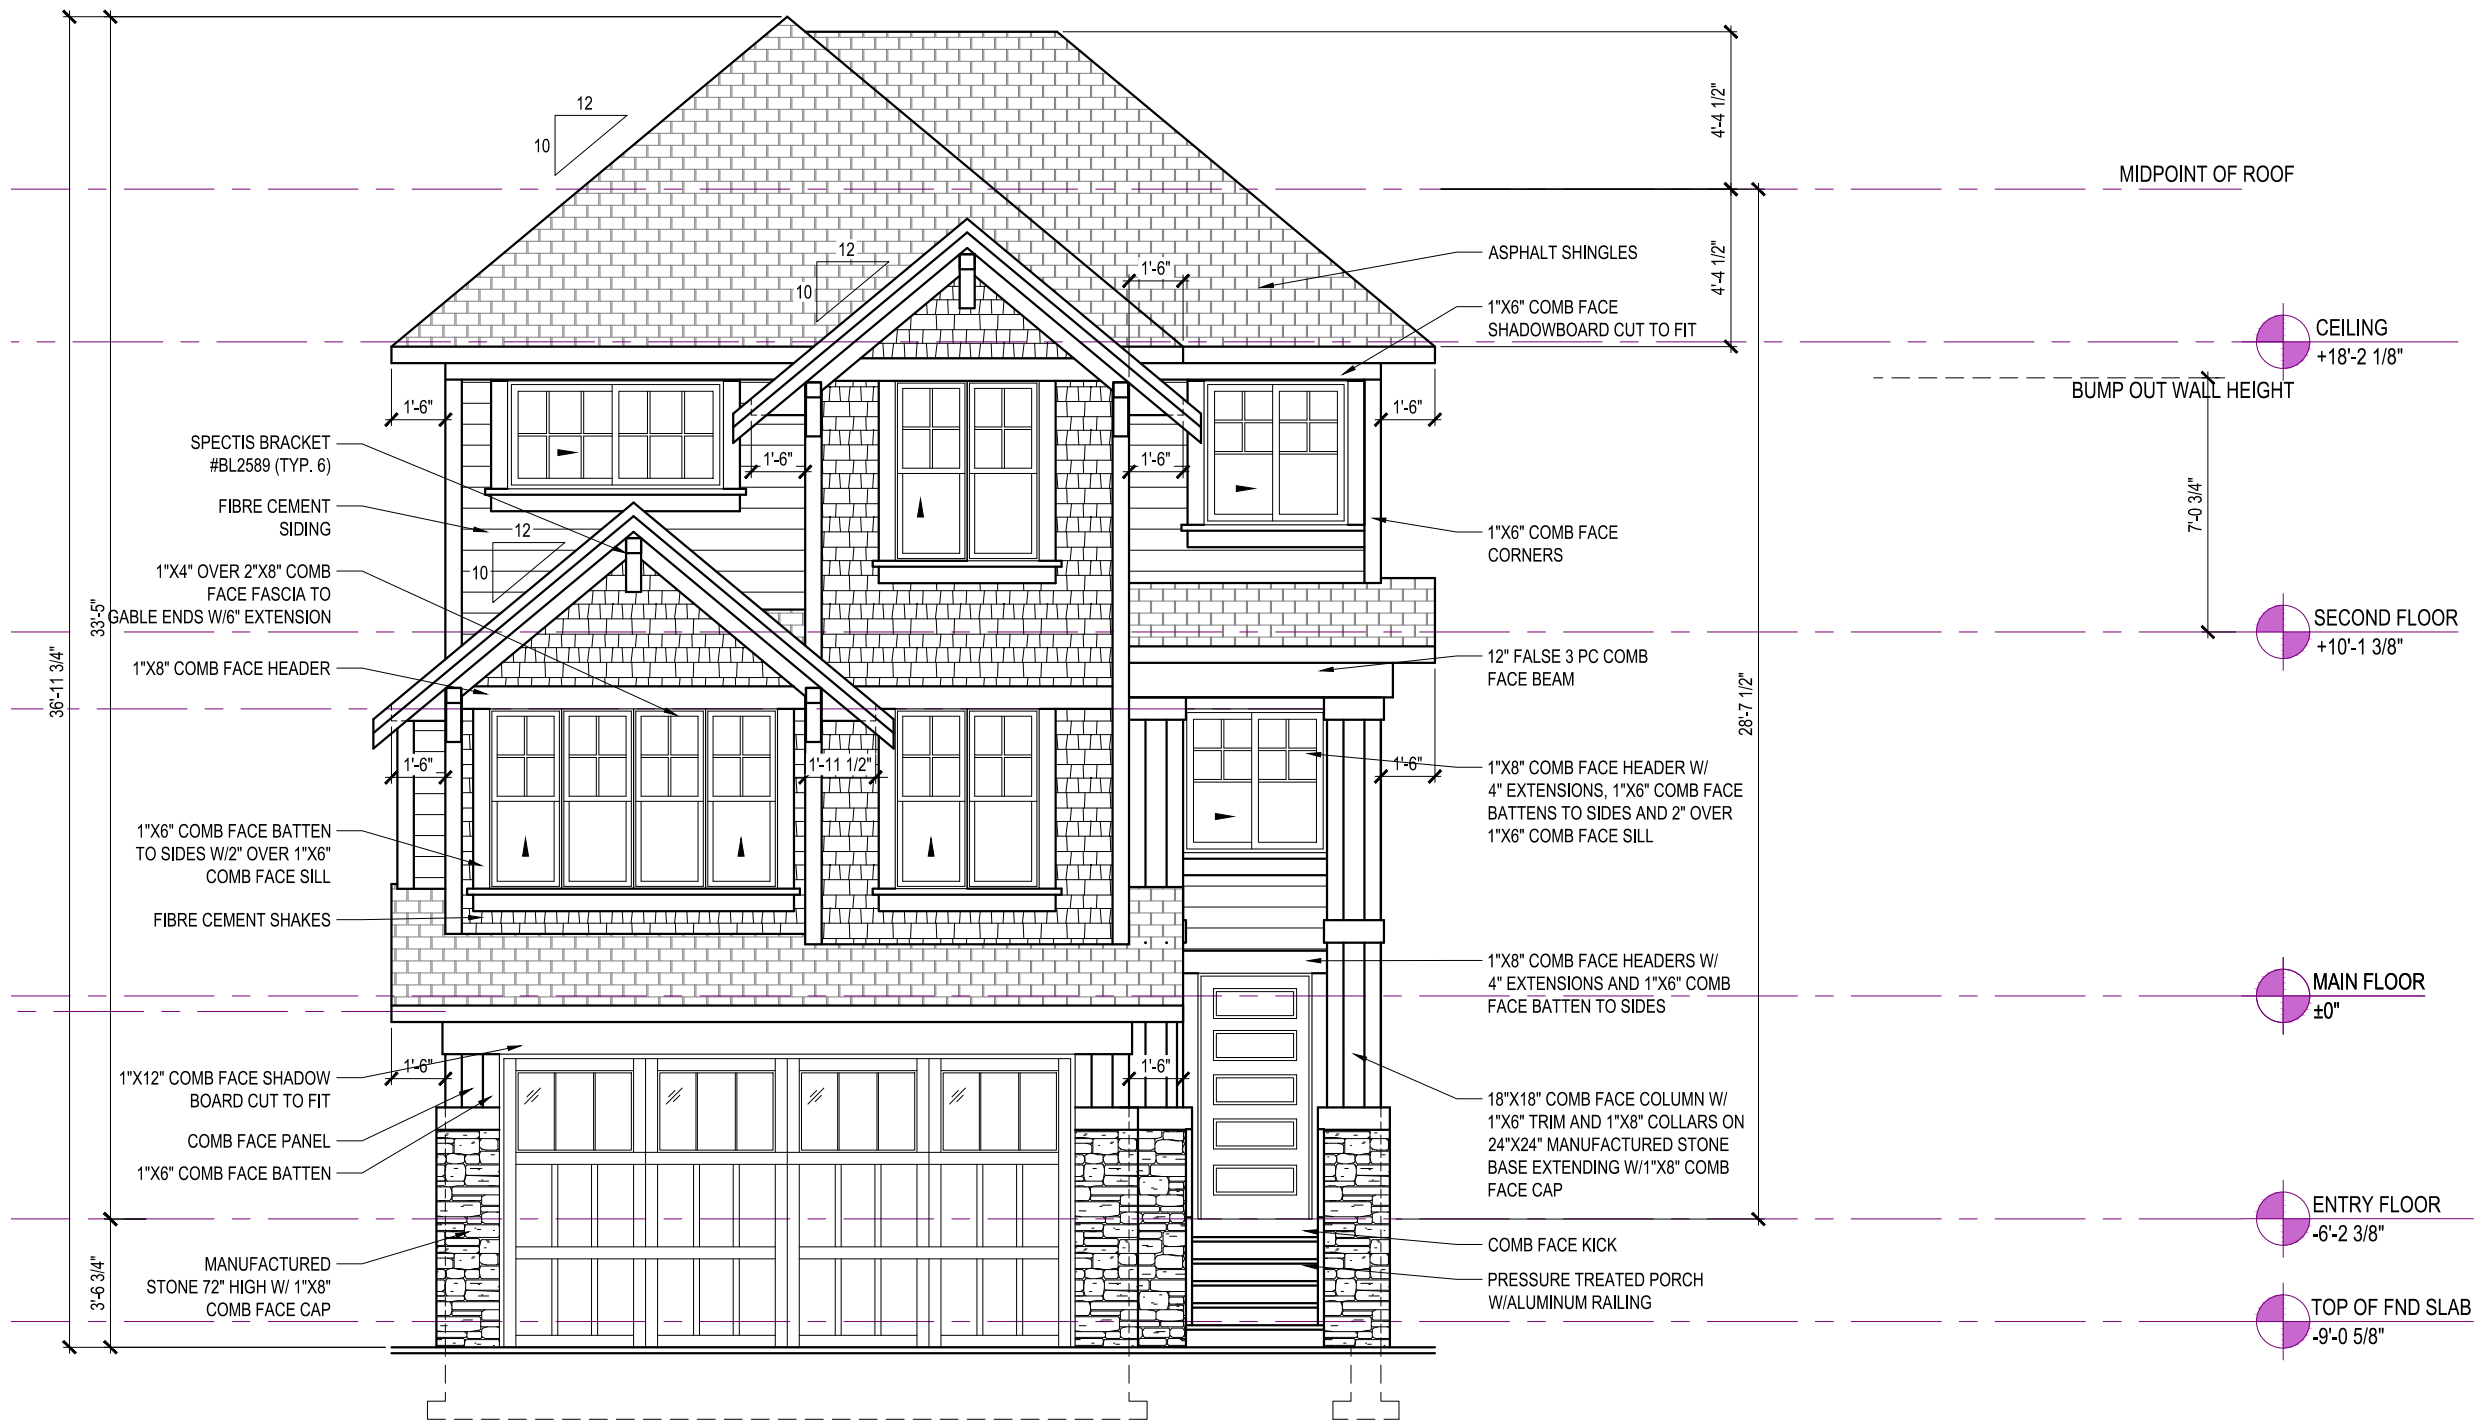 12
10
12
10
12
10
36'-11 3/4"
33'-5"
3'-6 3/4"
1'-6"
SPECTIS BRACKET
#BL2589 (TYP. 6)
FIBRE CEMENT
SIDING
1"X4" OVER 2"X8" COMB
FACE FASCIA TO
GABLE ENDS W/6" EXTENSION
1"X8" COMB FACE HEADER
1'-6"
1"X6" COMB FACE BATTEN
TO SIDES W/2" OVER 1"X6"
COMB FACE SILL
FIBRE CEMENT SHAKES
1'-6"
1"X12" COMB FACE SHADOW
BOARD CUT TO FIT
COMB FACE PANEL
1"X6" COMB FACE BATTEN
MANUFACTURED
STONE 72" HIGH W/ 1"X8"
COMB FACE CAP
1'-6"
1'-6"
1'-6"
1'-11 1/2"
1'-6"
1'-6"
1'-6"
ASPHALT SHINGLES
1"X6" COMB FACE
SHADOWBOARD CUT TO FIT
1"X6" COMB FACE
CORNERS
12" FALSE 3 PC COMB
FACE BEAM
1"X8" COMB FACE HEADER W/
4" EXTENSIONS, 1"X6" COMB FACE
BATTENS TO SIDES AND 2" OVER
1"X6" COMB FACE SILL
1"X8" COMB FACE HEADERS W/
4" EXTENSIONS AND 1"X6" COMB
FACE BATTEN TO SIDES
18"X18" COMB FACE COLUMN W/
1"X6" TRIM AND 1"X8" COLLARS ON
24"X24" MANUFACTURED STONE
BASE EXTENDING W/1"X8" COMB
FACE CAP
COMB FACE KICK
PRESSURE TREATED PORCH
W/ALUMINUM RAILING
4'-4 1/2"
4'-4 1/2"
28'-7 1/2"
7'-0 3/4"
MIDPOINT OF ROOF
CEILING
+18'-2 1/8"
BUMP OUT WALL HEIGHT
SECOND FLOOR
+10'-1 3/8"
MAIN FLOOR
±0"
ENTRY FLOOR
-6'-2 3/8"
TOP OF FND SLAB
-9'-0 5/8"